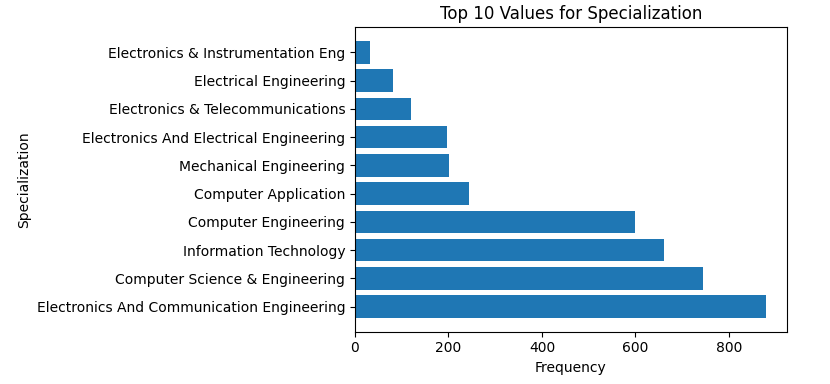 Top 10 Values for Specialization
Specialization
Electronics & Instrumentation Eng
Electrical Engineering
Electronics & Telecommunications
Electronics And Electrical Engineering
Mechanical Engineering
Computer Application
Computer Engineering
Information Technology
Computer Science & Engineering
Electronics And Communication Engineering
0 200 400 600 800
Frequency